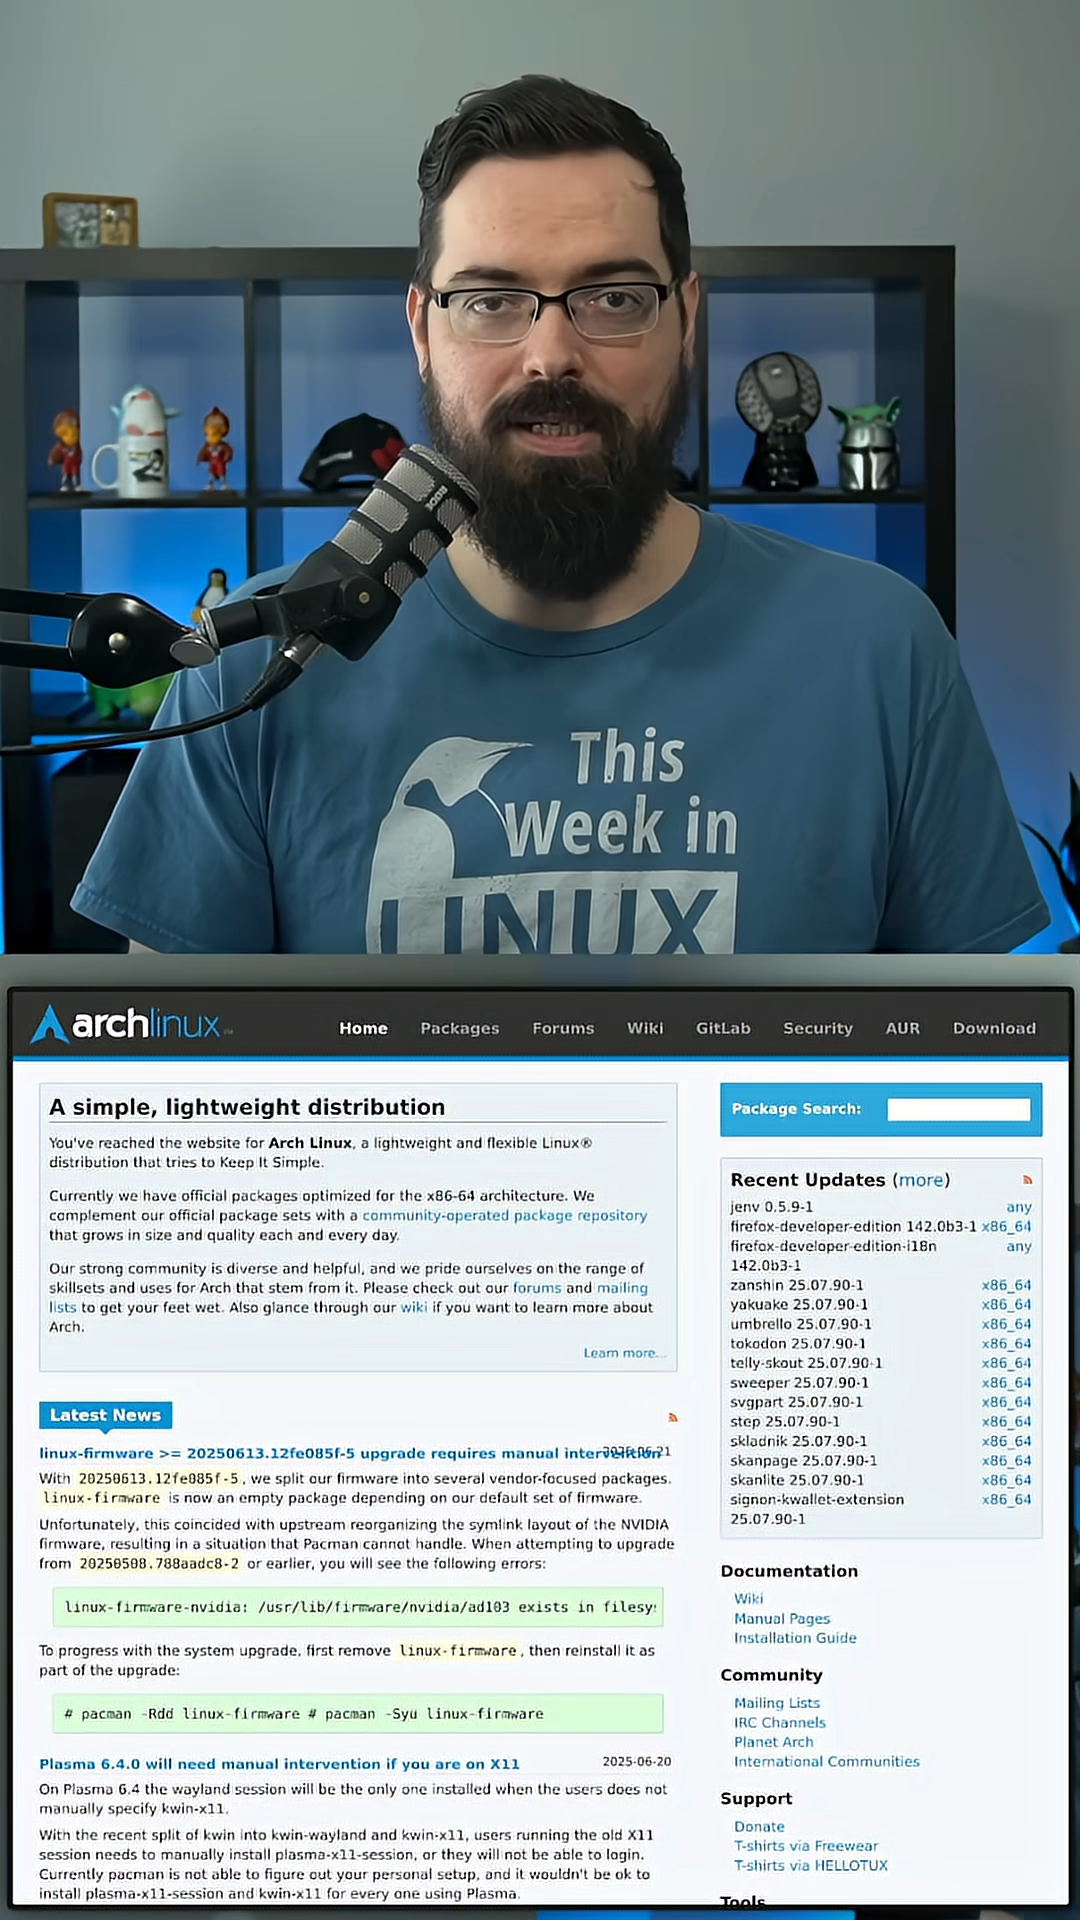 RODE
This
Week in
LINUX
archlinux
Home
Packages
Forums
Wiki
GitLab
Security
AUR
Download
A simple, lightweight distribution
You've reached the website for Arch Linux, a lightweight and flexible Linux®
distribution that tries to Keep It Simple.
Currently we have official packages optimized for the x86-64 architecture. We
complement our official package sets with a community-operated package repository
that grows in size and quality each and every day.
Our strong community is diverse and helpful, and we pride ourselves on the range of
skillsets and uses for Arch that stem from it. Please check out our forums and mailing
lists to get your feet wet. Also glance through our wiki if you want to learn more about
Arch.
Learn more...
Latest News
linux-firmware >= 20250613.12fe085f-5 upgrade requires manual intervention
2025-06-21
With 20250613.12fe085f-5, we split our firmware into several vendor-focused packages.
linux-firmware is now an empty package depending on our default set of firmware.
Unfortunately, this coincided with upstream reorganizing the symlink layout of the NVIDIA
firmware, resulting in a situation that Pacman cannot handle. When attempting to upgrade
from 20250508.788aadc8-2 or earlier, you will see the following errors:
linux-firmware-nvidia: /usr/lib/firmware/nvidia/ad103 exists in filesys
To progress with the system upgrade, first remove linux-firmware, then reinstall it as
part of the upgrade:
# pacman -Rdd linux-firmware # pacman -Syu linux-firmware
Plasma 6.4.0 will need manual intervention if you are on X11
2025-06-20
On Plasma 6.4 the wayland session will be the only one installed when the users does not
manually specify kwin-x11.
With the recent split of kwin into kwin-wayland and kwin-x11, users running the old X11
session needs to manually install plasma-x11-session, or they will not be able to login.
Currently pacman is not able to figure out your personal setup, and it wouldn't be ok to
install plasma-x11-session and kwin-x11 for every one using Plasma.
Package Search:
Recent Updates (more)
jenv 0.5.9-1 any
firefox-developer-edition 142.0b3-1 x86_64
firefox-developer-edition-i18n any
142.0b3-1
zanshin 25.07.90-1 x86_64
yakuake 25.07.90-1 x86_64
umbrello 25.07.90-1 x86_64
tokodon 25.07.90-1 x86_64
telly-skout 25.07.90-1 x86_64
sweeper 25.07.90-1 x86_64
svgpart 25.07.90-1 x86_64
step 25.07.90-1 x86_64
skladnik 25.07.90-1 x86_64
skanpage 25.07.90-1 x86_64
skanlite 25.07.90-1 x86_64
signon-kwallet-extension x86_64
25.07.90-1
Documentation
Wiki
Manual Pages
Installation Guide
Community
Mailing Lists
IRC Channels
Planet Arch
International Communities
Support
Donate
T-shirts via Freewear
T-shirts via HELLOTUX
Tools